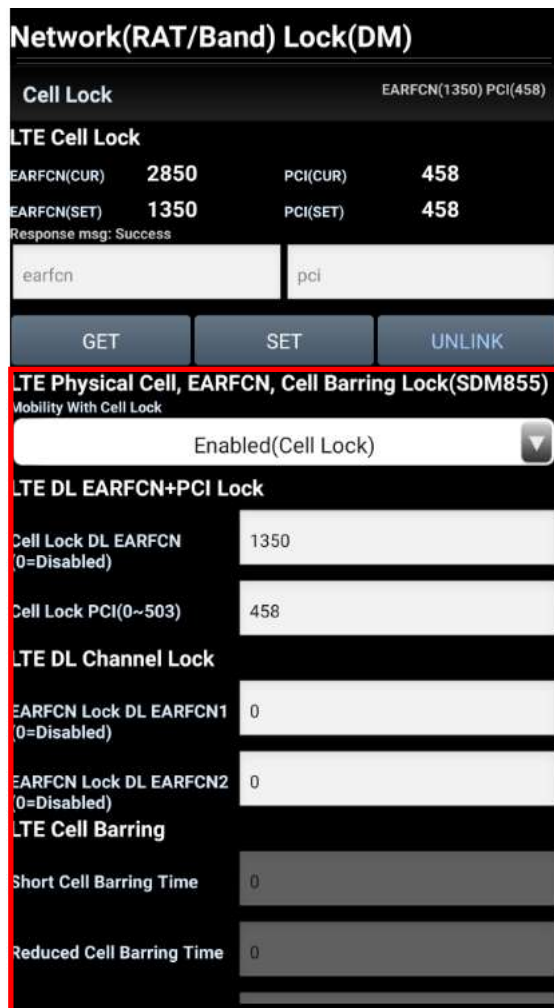 Network(RAT/Band) Lock(DM)
Cell Lock EARFCN(1350) PCI(458)
LTE Cell Lock
EARFCN(CUR) 2850 PCI(CUR) 458
EARFCN(SET) 1350 PCI(SET) 458
Response msg: Success
earfcn pci
GET SET UNLINK
LTE Physical Cell, EARFCN, Cell Barring Lock(SDM855)
Mobility With Cell Lock
Enabled(Cell Lock)
LTE DL EARFCN+PCI Lock
Cell Lock DL EARFCN 1350
(0=Disabled)
Cell Lock PCI(0~503) 458
LTE DL Channel Lock
EARFCN Lock DL EARFCN1 0
(0=Disabled)
EARFCN Lock DL EARFCN2 0
(0=Disabled)
LTE Cell Barring
Short Cell Barring Time 0
Reduced Cell Barring Time 0